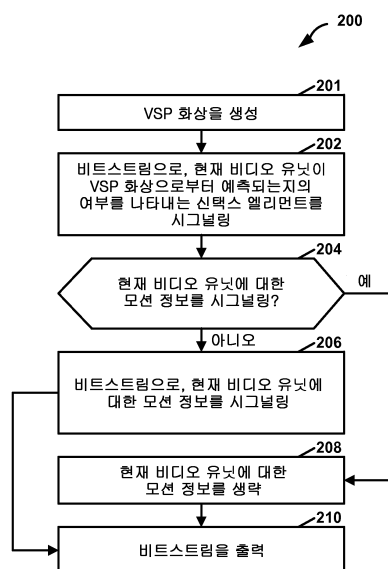 200
201
VSP 화상을 생성
202
비트스트림으로, 현재 비디오 유닛이
VSP 화상으로부터 예측되는지의
여부를 나타내는 신택스 엘리먼트를
시그널링
204
현재 비디오 유닛에 대한
모션 정보를 시그널링?
예
아니오
206
비트스트림으로, 현재 비디오 유닛에
대한 모션 정보를 시그널링
208
현재 비디오 유닛에 대한
모션 정보를 생략
210
비트스트림을 출력